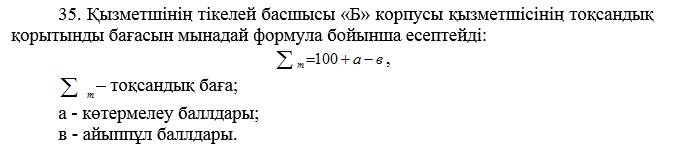 35. Қызметшінің тікелей басшысы «Б» корпусы қызметшісінің тоқсандық
қорытынды бағасын мынадай формула бойынша есептейді:
∑ т=100 + а – в ,
∑ т – тоқсандық баға;
а - көтермелеу баллдары;
в - айыппұл баллдары.